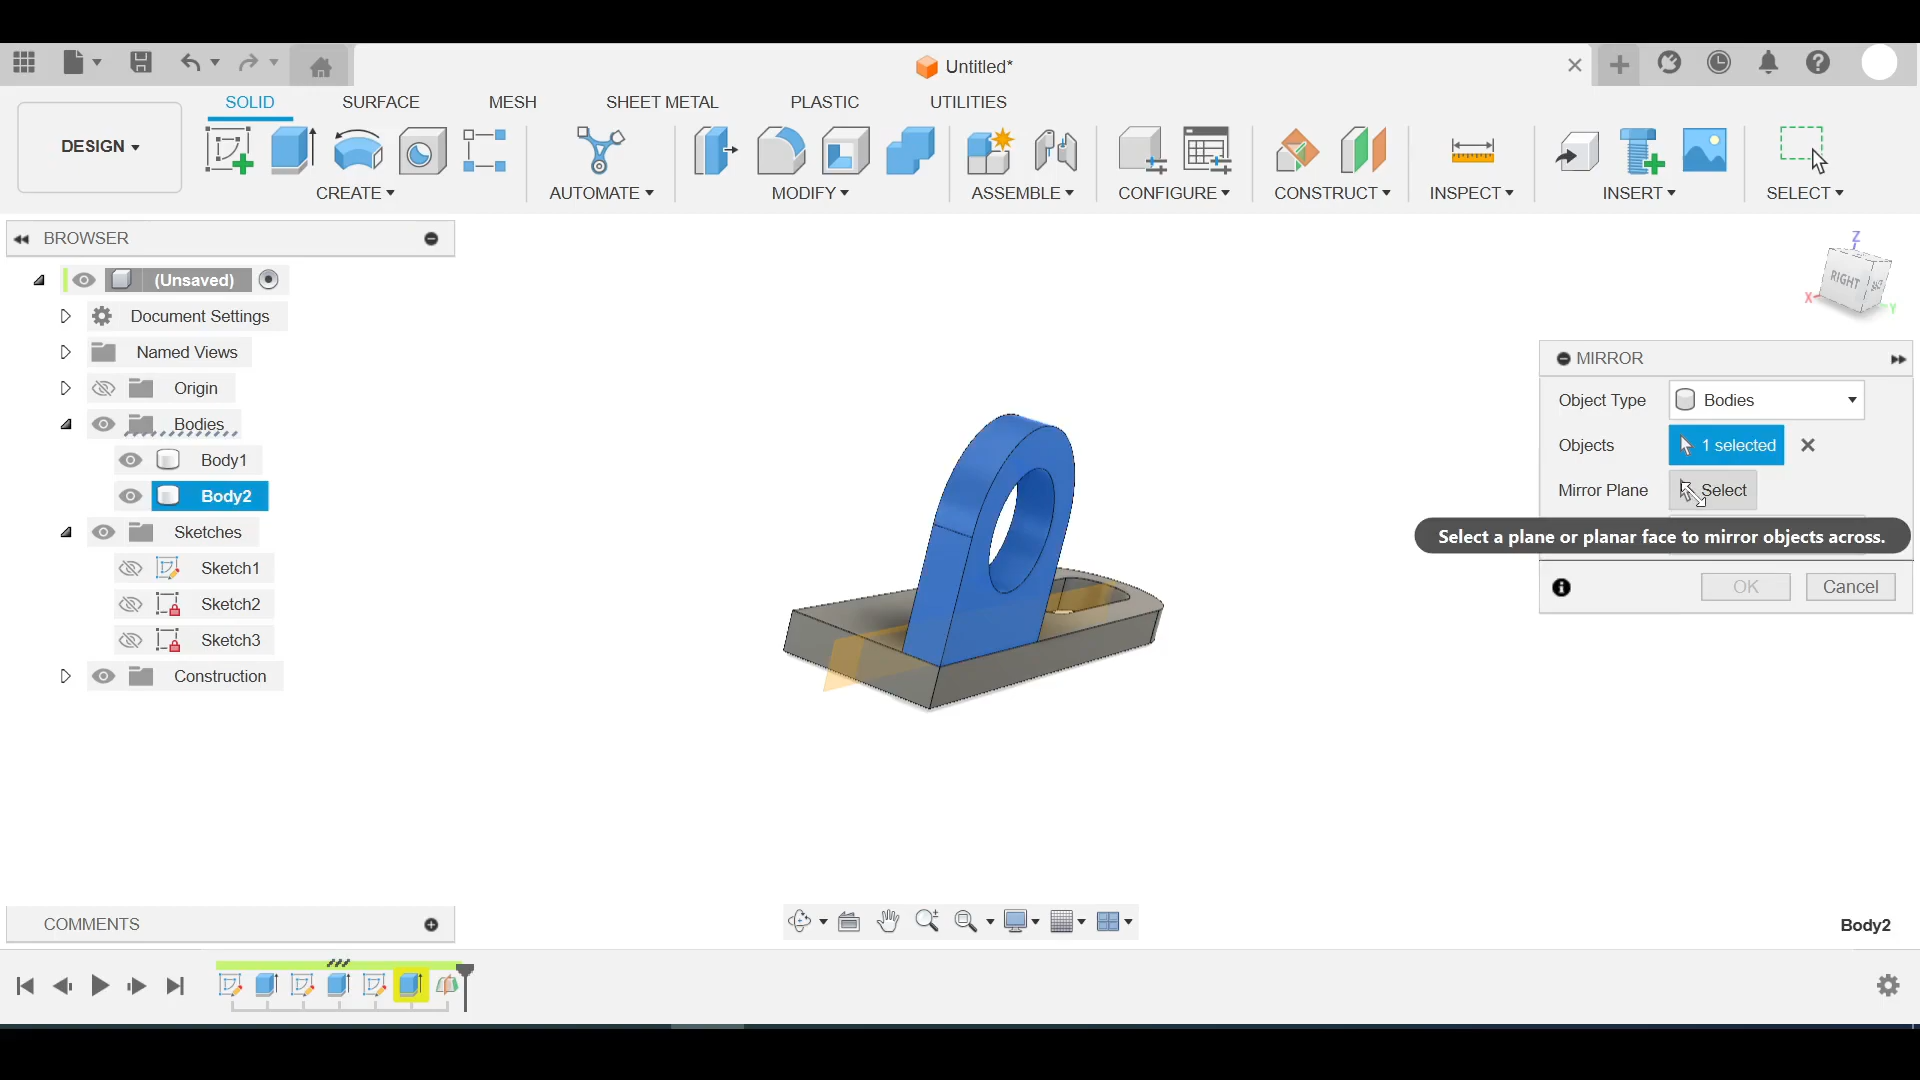 Untitled*
SOLID
SURFACE
MESH
SHEET METAL
PLASTIC
UTILITIES
DESIGN
CREATE
AUTOMATE
MODIFY
ASSEMBLE
CONFIGURE
CONSTRUCT
INSPECT
INSERT
SELECT
BROWSER
(Unsaved)
Document Settings
Named Views
Origin
Bodies
Body1
Body2
Sketches
Sketch1
Sketch2
Sketch3
Construction
Z
RIGHT
X
Y
MIRROR
Object Type
Bodies
Objects
1 selected
Mirror Plane
Select
Select a plane or planar face to mirror objects across.
OK
Cancel
COMMENTS
Body2